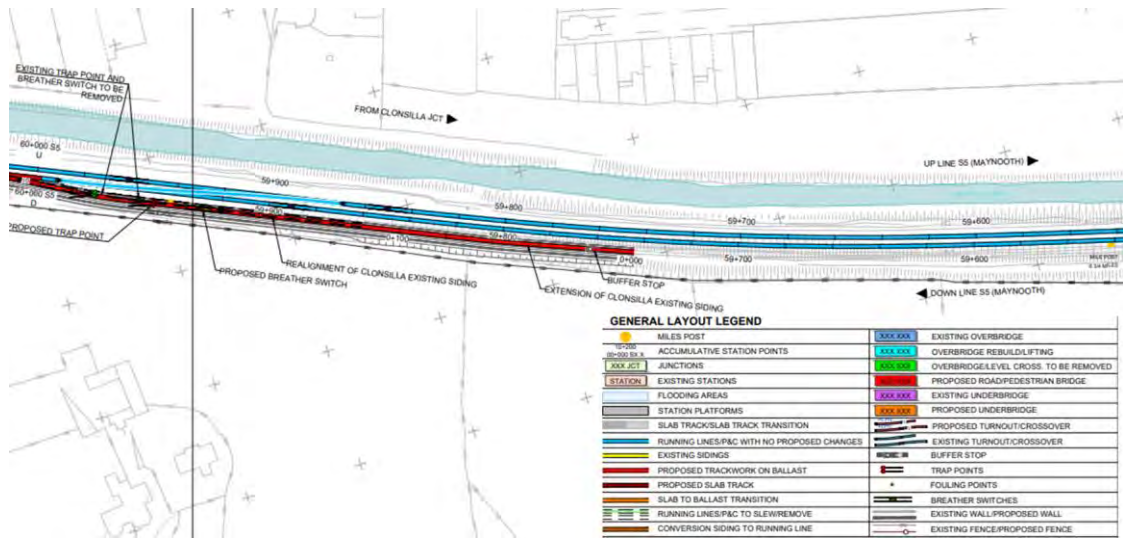 EXISTING TRAP POINT AND
BREATHER SWITCH TO BE
REMOVED
FROM CLONSILLA JCT
UP LINE S5 (MAYNOOTH)
60+000 S5
U
59+900
59+800
59+700
59+600
60+000 S5
D
59+900
59+800
59+700
59+600
0+100
0+000
MILE POST
PROPOSED TRAP POINT
REALIGNMENT OF CLONSILLA EXISTING SIDING
PROPOSED BREATHER SWITCH
BUFFER STOP
EXTENSION OF CLONSILLA EXISTING SIDING
DOWN LINE S5 (MAYNOOTH)
GENERAL LAYOUT LEGEND
MILES POST
ACCUMULATIVE STATION POINTS
XXX JCT JUNCTIONS
STATION EXISTING STATIONS
FLOODING AREAS
STATION PLATFORMS
SLAB TRACK/SLAB TRACK TRANSITION
RUNNING LINES/P&C WITH NO PROPOSED CHANGES
EXISTING SIDINGS
PROPOSED TRACKWORK ON BALLAST
PROPOSED SLAB TRACK
SLAB TO BALLAST TRANSITION
RUNNING LINES/P&C TO SLEW/REMOVE
CONVERSION SIDING TO RUNNING LINE
XXX XXX EXISTING OVERBRIDGE
XXX XXX OVERBRIDGE REBUILD/LIFTING
XXX XXX OVERBRIDGE/LEVEL CROSS. TO BE REMOVED
XXX XXX PROPOSED ROAD/PEDESTRIAN BRIDGE
XXX XXX EXISTING UNDERBRIDGE
XXX XXX PROPOSED UNDERBRIDGE
PROPOSED TURNOUT/CROSSOVER
EXISTING TURNOUT/CROSSOVER
BUFFER STOP
TRAP POINTS
FOULING POINTS
BREATHER SWITCHES
EXISTING WALL/PROPOSED WALL
EXISTING FENCE/PROPOSED FENCE